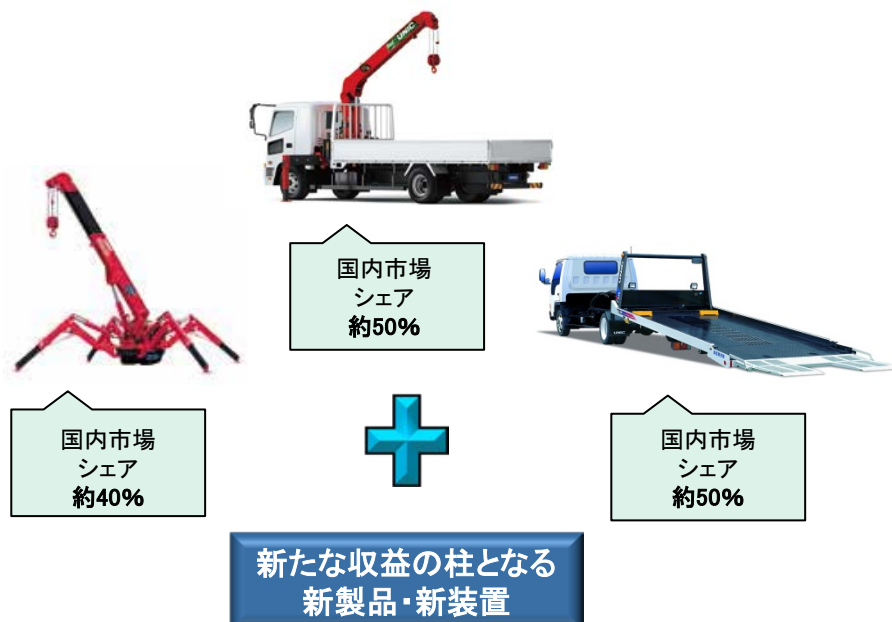 UNIC
国内市場
シェア
約50%
国内市場
シェア
約40%
国内市場
シェア
約50%
新たな収益の柱となる
新製品・新装置